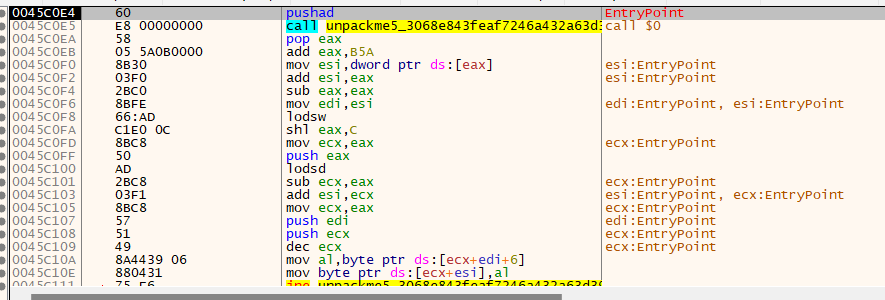 0045C0E4 60 pushad EntryPoint
0045C0E5 E8 00000000 call unpackme5_3068e843feaf7246a432a63d3 call $0
0045C0EA 58 pop eax
0045C0EB 05 5A0B0000 add eax,B5A
0045C0F0 8B30 mov esi,dword ptr ds:[eax] esi:EntryPoint
0045C0F2 03F0 add esi,eax esi:EntryPoint
0045C0F4 2BC0 sub eax,eax
0045C0F6 8BFE mov edi,esi edi:EntryPoint, esi:EntryPoint
0045C0F8 66:AD lodsw
0045C0FA C1E0 0C shl eax,C
0045C0FD 8BC8 mov ecx,eax ecx:EntryPoint
0045C0FF 50 push eax
0045C100 AD lodsd
0045C101 2BC8 sub ecx,eax ecx:EntryPoint
0045C103 03F1 add esi,ecx esi:EntryPoint, ecx:EntryPoint
0045C105 8BC8 mov ecx,eax ecx:EntryPoint
0045C107 57 push edi edi:EntryPoint
0045C108 51 push ecx ecx:EntryPoint
0045C109 49 dec ecx ecx:EntryPoint
0045C10A 8A4439 06 mov al,byte ptr ds:[ecx+edi+6]
0045C10E 880431 mov byte ptr ds:[ecx+esi],al
0045C111 75 F6